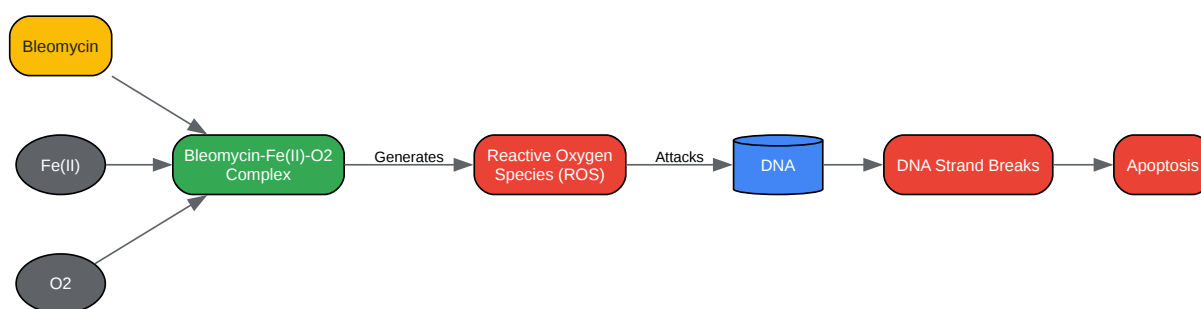 Bleomycin
Fe(II)
O2
Bleomycin-Fe(II)-O2
Complex
Generates
Reactive Oxygen
Species (ROS)
Attacks
DNA
DNA Strand Breaks
Apoptosis